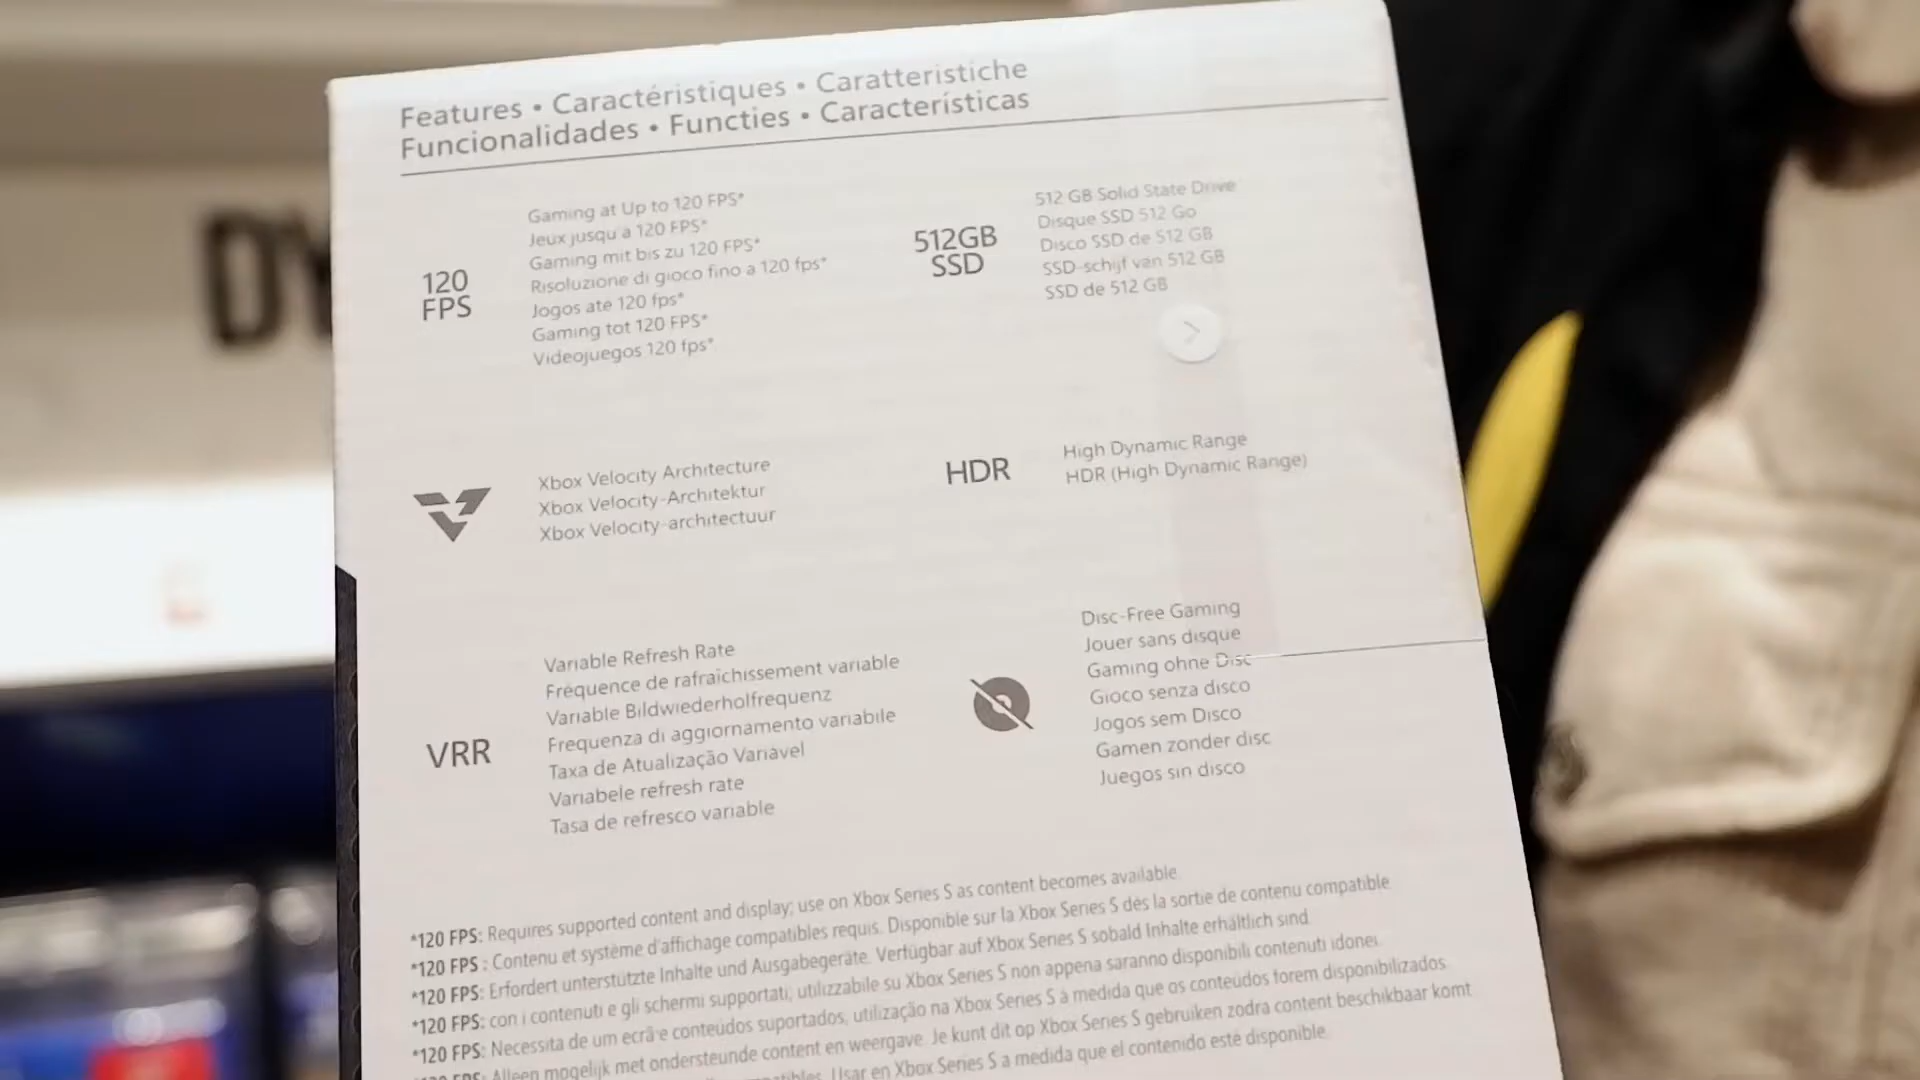 Features • Caractéristiques • Caratteristiche
Funcionalidades • Functies • Características
120
FPS
Gaming at Up to 120 FPS*
Jeux jusqu'à 120 FPS*
Gaming mit bis zu 120 FPS*
Risoluzione di gioco fino a 120 fps*
Jogos até 120 fps*
Gaming tot 120 FPS*
Videojuegos 120 fps*
512GB
SSD
512 GB Solid State Drive
Disque SSD 512 Go
Disco SSD de 512 GB
SSD-schijf van 512 GB
SSD de 512 GB
Xbox Velocity Architecture
Xbox Velocity-Architektur
Xbox Velocity-architectuur
HDR
High Dynamic Range
HDR (High Dynamic Range)
VRR
Variable Refresh Rate
Fréquence de rafraîchissement variable
Variable Bildwiederholfrequenz
Frequenza di aggiornamento variabile
Taxa de Atualização Variável
Variabele refresh rate
Tasa de refresco variable
Disc-Free Gaming
Jouer sans disque
Gaming ohne Disc
Gioco senza disco
Jogos sem Disco
Gamen zonder disc
Juegos sin disco
*120 FPS: Requires supported content and display; use on Xbox Series S as content becomes available.
*120 FPS : Contenu et système d'affichage compatibles requis. Disponible sur la Xbox Series S dès la sortie de contenu compatible.
*120 FPS: Erfordert unterstützte Inhalte und Ausgabegeräte. Verfügbar auf Xbox Series S sobald Inhalte erhältlich sind.
*120 FPS: con i contenuti e gli schermi supportati; utilizzabile su Xbox Series S non appena saranno disponibili contenuti idonei.
*120 FPS: Necessita de um ecrã e conteúdos suportados; utilização na Xbox Series S à medida que os conteúdos forem disponibilizados.
*120 FPS: Alleen mogelijk met ondersteunde content en weergave. Je kunt dit op Xbox Series S gebruiken zodra content beschikbaar komt.
Usar en Xbox Series S a medida que el contenido esté disponible.
DY